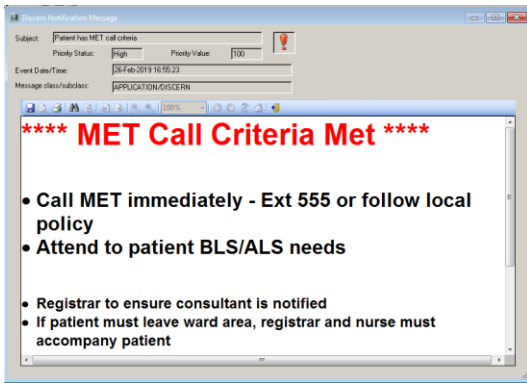 Discern Notification Message
Subject: Patient has MET call criteria
Priority Status: High Priority Value: 100
Event Date/Time: 26-Feb-2019 16:55:23
Message class/subclass: APPLICATION/DISCERN
100%
**** MET Call Criteria Met ****
• Call MET immediately - Ext 555 or follow local
policy
• Attend to patient BLS/ALS needs
• Registrar to ensure consultant is notified
• If patient must leave ward area, registrar and nurse must
accompany patient